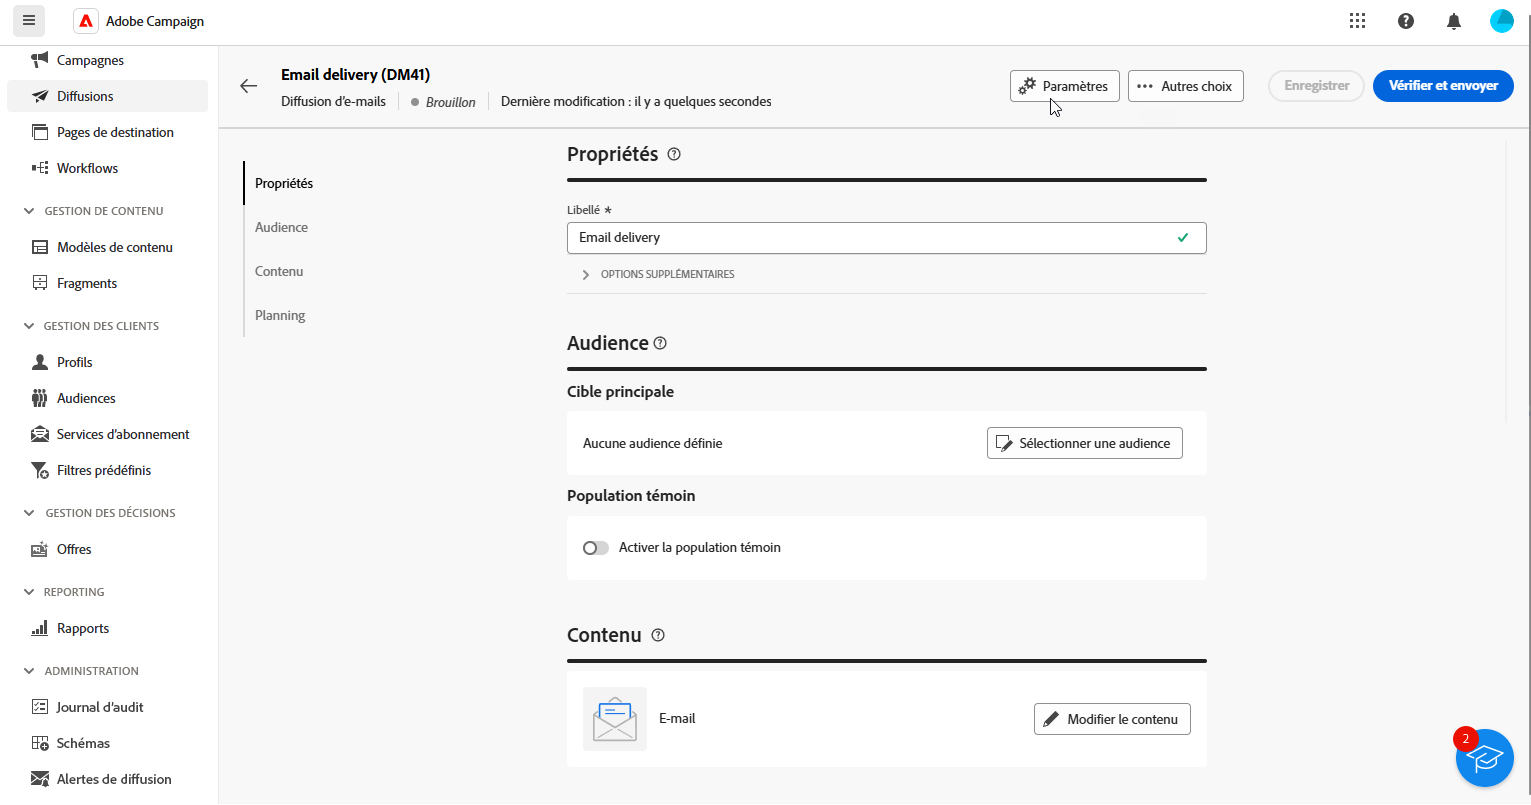 Adobe Campaign
Campagnes
Diffusions
Pages de destination
Workflows
GESTION DE CONTENU
Modèles de contenu
Fragments
GESTION DES CLIENTS
Profils
Audiences
Services d'abonnement
Filtres prédéfinis
GESTION DES DÉCISIONS
Offres
REPORTING
Rapports
ADMINISTRATION
Journal d'audit
Schémas
Alertes de diffusion
Email delivery (DM41)
Diffusion d'e-mails
Brouillon
Dernière modification : il y a quelques secondes
Paramètres
Autres choix
Enregistrer
Vérifier et envoyer
Propriétés
Audience
Contenu
Planning
Propriétés
Libellé *
Email delivery
OPTIONS SUPPLÉMENTAIRES
Audience
Cible principale
Aucune audience définie
Sélectionner une audience
Population témoin
Activer la population témoin
Contenu
E-mail
Modifier le contenu
2